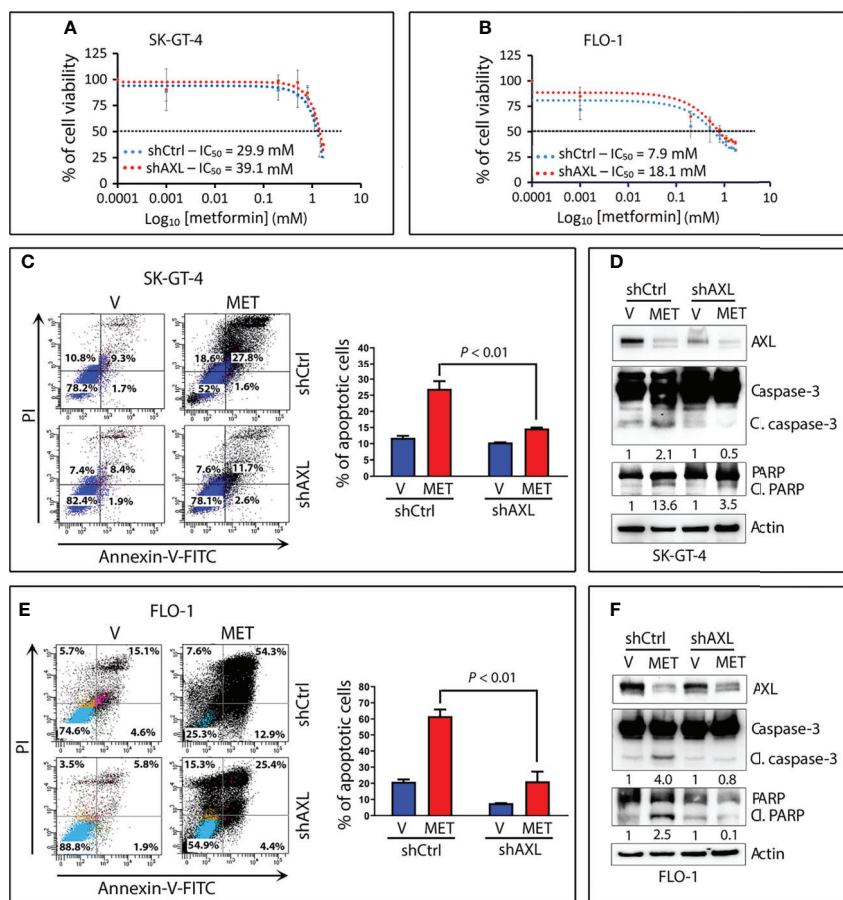 A
SK-GT-4
% of cell viability
125
100
75
50
25
0
shCtrl – IC50 = 29.9 mM
shAXL – IC50 = 39.1 mM
0.0001 0.001 0.01 0.1 1 10
Log10 [metformin] (mM)
B
FLO-1
% of cell viability
125
100
75
50
25
0
shCtrl – IC50 = 7.9 mM
shAXL – IC50 = 18.1 mM
0.0001 0.001 0.01 0.1 1 10
Log10 [metformin] (mM)
C
SK-GT-4
V MET
PI
10.8% 9.3%
78.2% 1.7%
18.6% 27.8%
52% 1.6%
shCtrl
7.4% 8.4%
82.4% 1.9%
7.6% 11.7%
78.1% 2.6%
shAXL
Annexin-V-FITC
% of apoptotic cells
40
35
30
25
20
15
10
5
0
P < 0.01
V MET V MET
shCtrl shAXL
D
shCtrl shAXL
V MET V MET
AXL
Caspase-3
C. caspase-3
1 2.1 1 0.5
PARP
Cl. PARP
1 13.6 1 3.5
Actin
SK-GT-4
E
FLO-1
V MET
PI
5.7% 15.1%
74.6% 4.6%
7.6% 54.3%
25.3% 12.9%
shCtrl
3.5% 5.8%
88.8% 1.9%
15.3% 25.4%
54.9% 4.4%
shAXL
Annexin-V-FITC
% of apoptotic cells
80
70
60
50
40
30
20
10
0
P < 0.01
V MET V MET
shCtrl shAXL
F
shCtrl shAXL
V MET V MET
AXL
Caspase-3
Cl. caspase-3
1 4.0 1 0.8
PARP
Cl. PARP
1 2.5 1 0.1
Actin
FLO-1